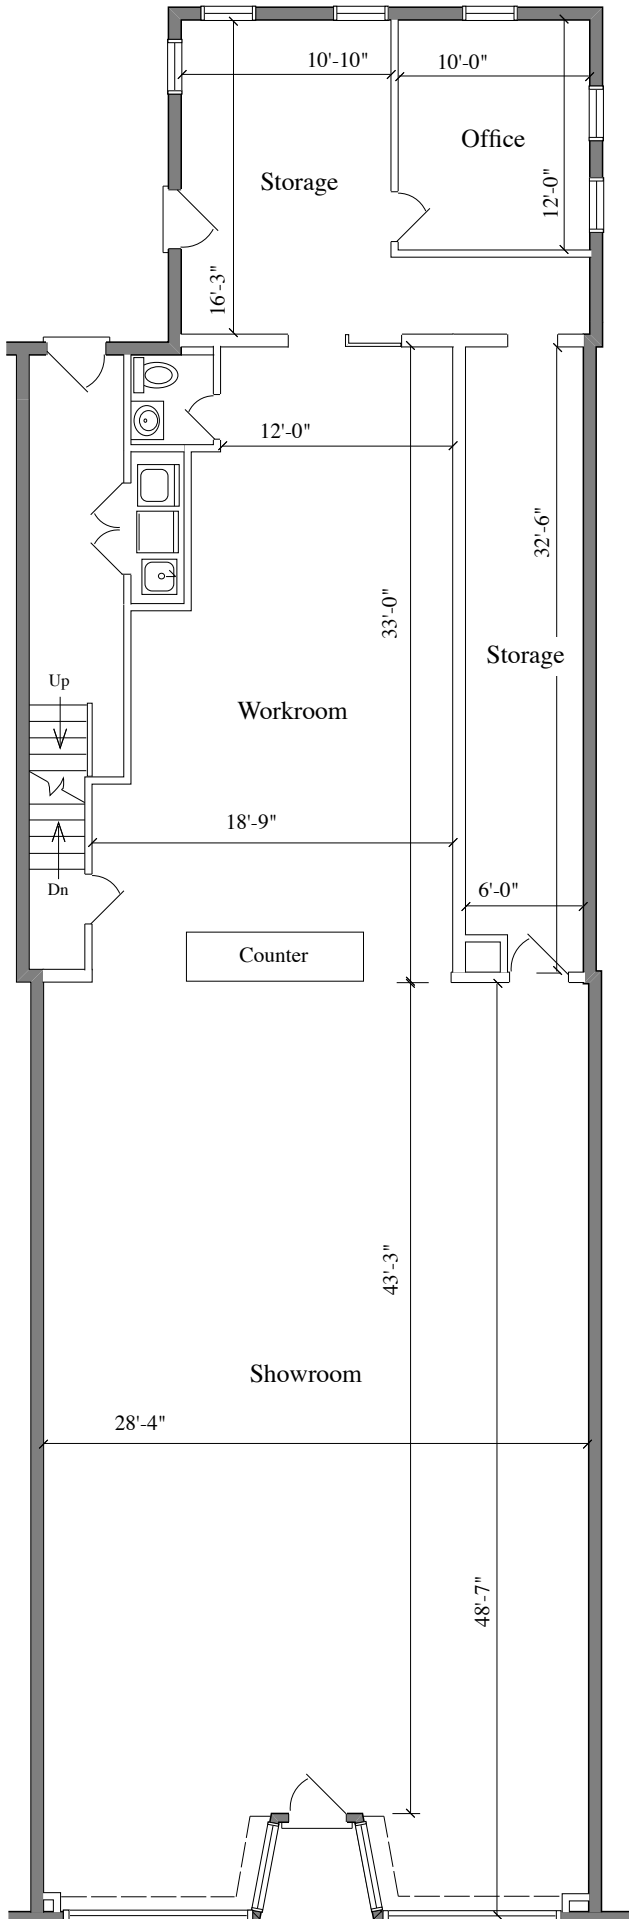 10'-10"
10'-0"
Office
Storage
12'-0"
16'-3"
12'-0"
32'-6"
33'-0"
Storage
Up
Workroom
18'-9"
Dn
6'-0"
Counter
43'-3"
Showroom
28'-4"
48'-7"